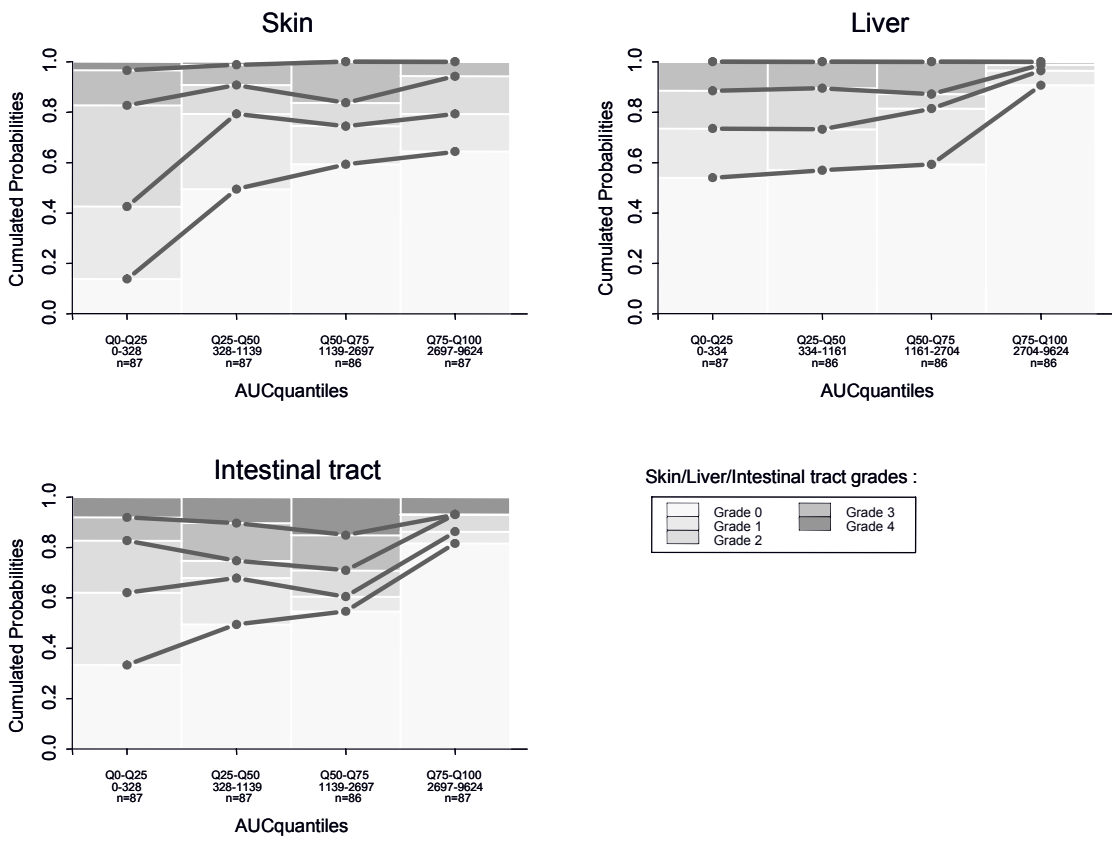 Skin
Cumulated Probabilities
1.0
0.8
0.6
0.4
0.2
0.0
Q0-Q25 Q25-Q50 Q50-Q75 Q75-Q100
0-328 328-1139 1139-2697 2697-9624
n=87 n=87 n=86 n=87
AUCquantiles
Liver
Cumulated Probabilities
1.0
0.8
0.6
0.4
0.2
0.0
Q0-Q25 Q25-Q50 Q50-Q75 Q75-Q100
0-334 334-1161 1161-2704 2704-9624
n=87 n=86 n=86 n=86
AUCquantiles
Intestinal tract
Cumulated Probabilities
1.0
0.8
0.6
0.4
0.2
0.0
Q0-Q25 Q25-Q50 Q50-Q75 Q75-Q100
0-328 328-1139 1139-2697 2697-9624
n=87 n=87 n=86 n=87
AUCquantiles
Skin/Liver/Intestinal tract grades :
Grade 0 Grade 3
Grade 1 Grade 4
Grade 2